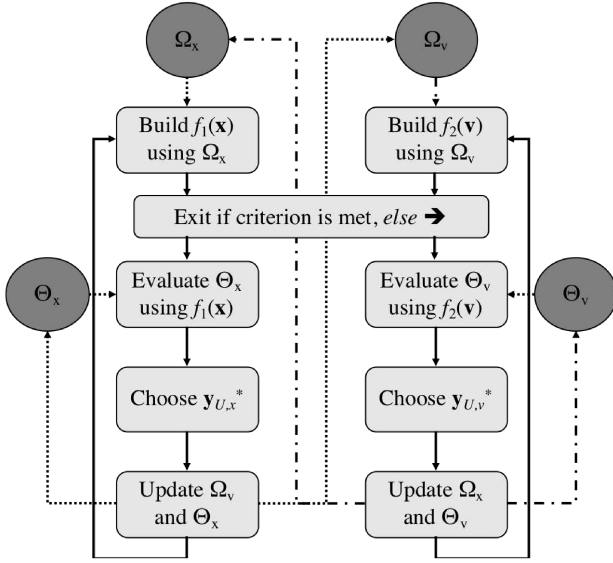 Ωx
Ωv
Build f1(x)
using Ωx
Build f2(v)
using Ωv
Exit if criterion is met, else ➔
Θx
Evaluate Θx
using f1(x)
Evaluate Θv
using f2(v)
Θv
Choose yU,x*
Choose yU,v*
Update Ωv
and Θx
Update Ωx
and Θv